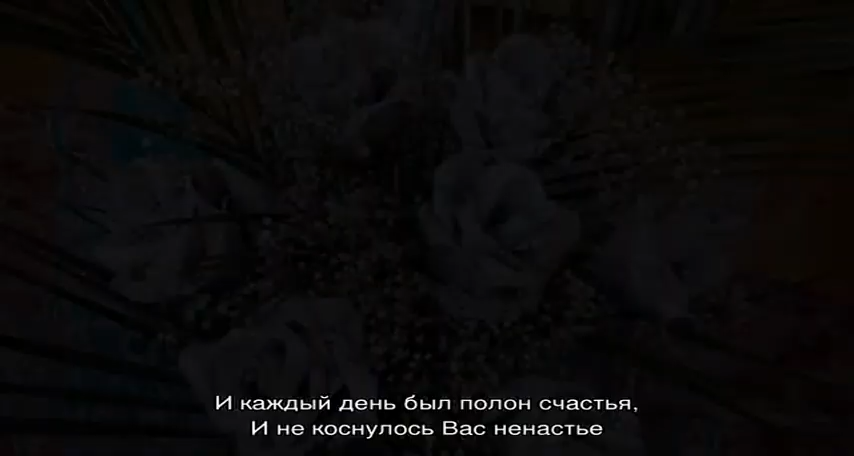 И каждый день был полон счастья,
И не коснулось Вас ненастье